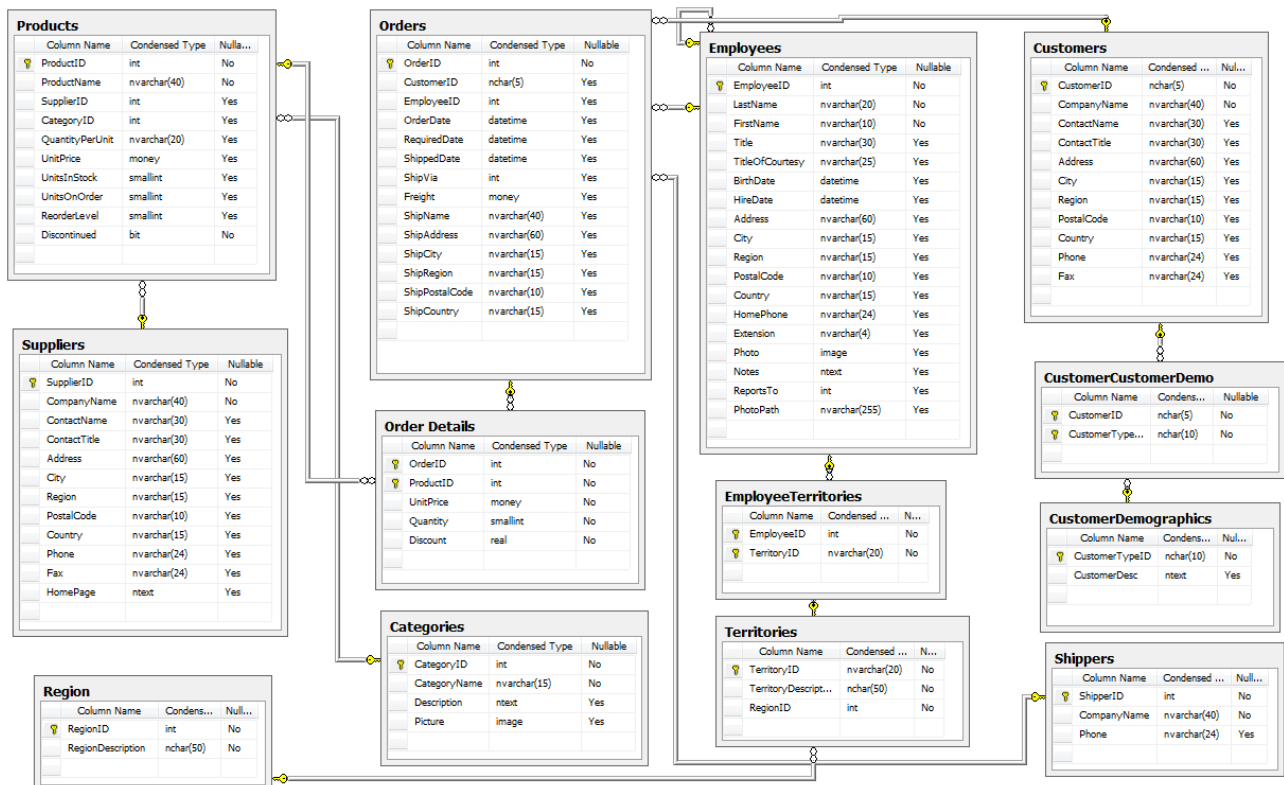 Products
Column Name Condensed Type Nulla...
ProductID int No
ProductName nvarchar(40) No
SupplierID int Yes
CategoryID int Yes
QuantityPerUnit nvarchar(20) Yes
UnitPrice money Yes
UnitsInStock smallint Yes
UnitsOnOrder smallint Yes
ReorderLevel smallint Yes
Discontinued bit No
Orders
Column Name Condensed Type Nullable
OrderID int No
CustomerID nchar(5) Yes
EmployeeID int Yes
OrderDate datetime Yes
RequiredDate datetime Yes
ShippedDate datetime Yes
ShipVia int Yes
Freight money Yes
ShipName nvarchar(40) Yes
ShipAddress nvarchar(60) Yes
ShipCity nvarchar(15) Yes
ShipRegion nvarchar(15) Yes
ShipPostalCode nvarchar(10) Yes
ShipCountry nvarchar(15) Yes
Employees
Column Name Condensed Type Nullable
EmployeeID int No
LastName nvarchar(20) No
FirstName nvarchar(10) No
Title nvarchar(30) Yes
TitleOfCourtesy nvarchar(25) Yes
BirthDate datetime Yes
HireDate datetime Yes
Address nvarchar(60) Yes
City nvarchar(15) Yes
Region nvarchar(15) Yes
PostalCode nvarchar(10) Yes
Country nvarchar(15) Yes
HomePhone nvarchar(24) Yes
Extension nvarchar(4) Yes
Photo image Yes
Notes ntext Yes
ReportsTo int Yes
PhotoPath nvarchar(255) Yes
Customers
Column Name Condensed ... Nul...
CustomerID nchar(5) No
CompanyName nvarchar(40) No
ContactName nvarchar(30) Yes
ContactTitle nvarchar(30) Yes
Address nvarchar(60) Yes
City nvarchar(15) Yes
Region nvarchar(15) Yes
PostalCode nvarchar(10) Yes
Country nvarchar(15) Yes
Phone nvarchar(24) Yes
Fax nvarchar(24) Yes
Suppliers
Column Name Condensed Type Nullable
SupplierID int No
CompanyName nvarchar(40) No
ContactName nvarchar(30) Yes
ContactTitle nvarchar(30) Yes
Address nvarchar(60) Yes
City nvarchar(15) Yes
Region nvarchar(15) Yes
PostalCode nvarchar(10) Yes
Country nvarchar(15) Yes
Phone nvarchar(24) Yes
Fax nvarchar(24) Yes
HomePage ntext Yes
Order Details
Column Name Condensed Type Nullable
OrderID int No
ProductID int No
UnitPrice money No
Quantity smallint No
Discount real No
CustomerCustomerDemo
Column Name Condens... Nullable
CustomerID nchar(5) No
CustomerType... nchar(10) No
EmployeeTerritories
Column Name Condensed ... N...
EmployeeID int No
TerritoryID nvarchar(20) No
CustomerDemographics
Column Name Condens... Nul...
CustomerTypeID nchar(10) No
CustomerDesc ntext Yes
Categories
Column Name Condensed Type Nullable
CategoryID int No
CategoryName nvarchar(15) No
Description ntext Yes
Picture image Yes
Territories
Column Name Condensed ... N...
TerritoryID nvarchar(20) No
TerritoryDescript... nchar(50) No
RegionID int No
Shippers
Column Name Condensed ... Null...
ShipperID int No
CompanyName nvarchar(40) No
Phone nvarchar(24) Yes
Region
Column Name Condens... Null...
RegionID int No
RegionDescription nchar(50) No